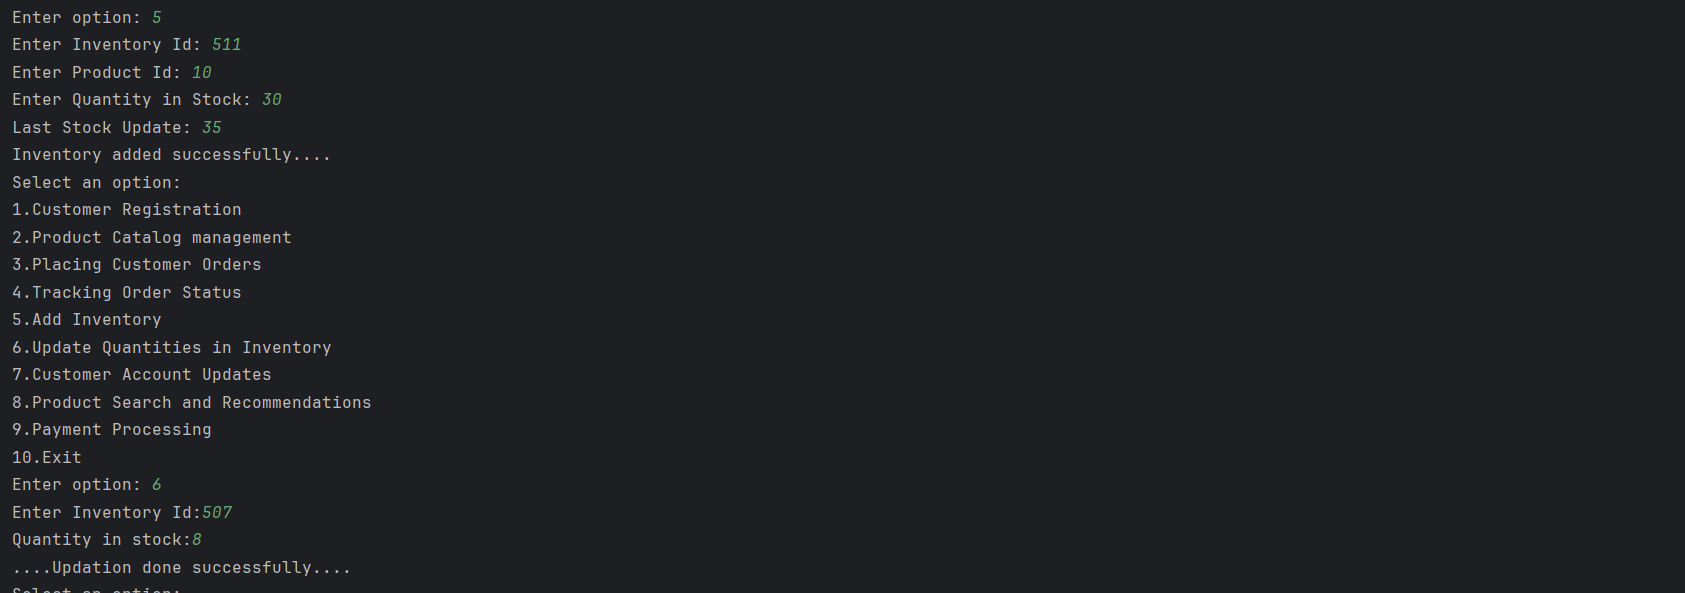 Enter option: 5
Enter Inventory Id: 511
Enter Product Id: 10
Enter Quantity in Stock: 30
Last Stock Update: 35
Inventory added successfully....
Select an option:
1.Customer Registration
2.Product Catalog management
3.Placing Customer Orders
4.Tracking Order Status
5.Add Inventory
6.Update Quantities in Inventory
7.Customer Account Updates
8.Product Search and Recommendations
9.Payment Processing
10.Exit
Enter option: 6
Enter Inventory Id:507
Quantity in stock:8
....Updation done successfully....
Select an option: